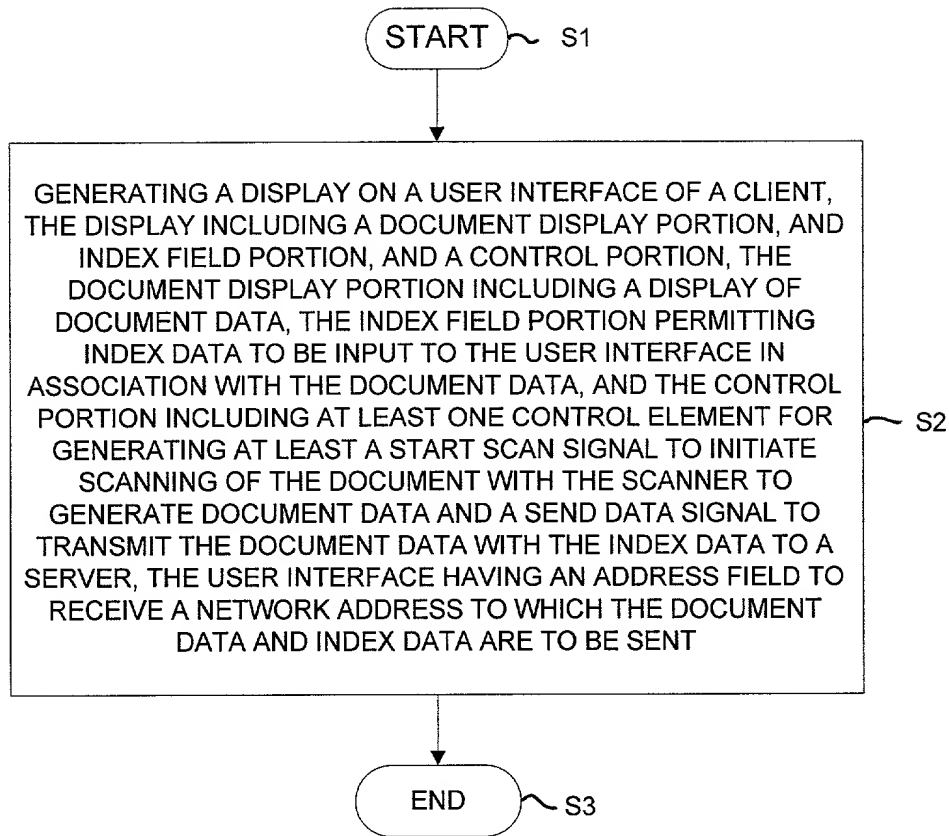 START
S1
GENERATING A DISPLAY ON A USER INTERFACE OF A CLIENT,
THE DISPLAY INCLUDING A DOCUMENT DISPLAY PORTION, AND
INDEX FIELD PORTION, AND A CONTROL PORTION, THE
DOCUMENT DISPLAY PORTION INCLUDING A DISPLAY OF
DOCUMENT DATA, THE INDEX FIELD PORTION PERMITTING
INDEX DATA TO BE INPUT TO THE USER INTERFACE IN
ASSOCIATION WITH THE DOCUMENT DATA, AND THE CONTROL
PORTION INCLUDING AT LEAST ONE CONTROL ELEMENT FOR
GENERATING AT LEAST A START SCAN SIGNAL TO INITIATE
SCANNING OF THE DOCUMENT WITH THE SCANNER TO
GENERATE DOCUMENT DATA AND A SEND DATA SIGNAL TO
TRANSMIT THE DOCUMENT DATA WITH THE INDEX DATA TO A
SERVER, THE USER INTERFACE HAVING AN ADDRESS FIELD TO
RECEIVE A NETWORK ADDRESS TO WHICH THE DOCUMENT
DATA AND INDEX DATA ARE TO BE SENT
S2
END
S3